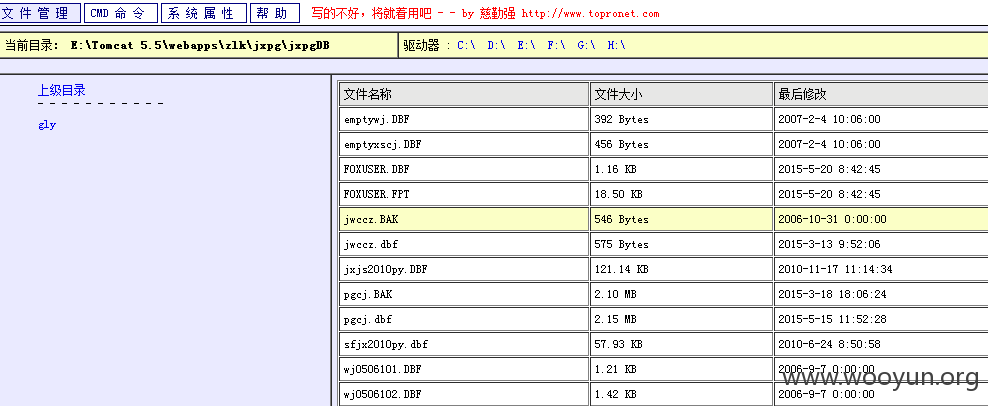 文 件 管 理 CMD 命 令 系 统 属 性 帮 助 写的不好,将就着用吧 - - by 慈勤强 http://www.topronet.com
当前目录: E:\Tomcat 5.5\webapps\zlk\jxpg\jxpgDB 驱动器 : C:\ D:\ E:\ F:\ G:\ H:\
上级目录
- - - - - - - - - - - -
gly
文件名称 文件大小 最后修改
emptywj.DBF 392 Bytes 2007-2-4 10:06:00
emptyxscj.DBF 456 Bytes 2007-2-4 10:06:00
FOXUSER.DBF 1.16 KB 2015-5-20 8:42:45
FOXUSER.FPT 18.50 KB 2015-5-20 8:42:45
jwccz.BAK 546 Bytes 2006-10-31 0:00:00
jwccz.dbf 575 Bytes 2015-3-13 9:52:06
jxjs2010py.DBF 121.14 KB 2010-11-17 11:14:34
pgcj.BAK 2.10 MB 2015-3-18 18:06:24
pgcj.dbf 2.15 MB 2015-5-15 11:52:28
sfjx2010py.dbf 57.93 KB 2010-6-24 8:50:58
wj0506101.DBF 1.21 KB 2006-9-7 0:00:00
wj0506102.DBF 1.42 KB 2006-9-7 0:00:00
www.wooyun.org